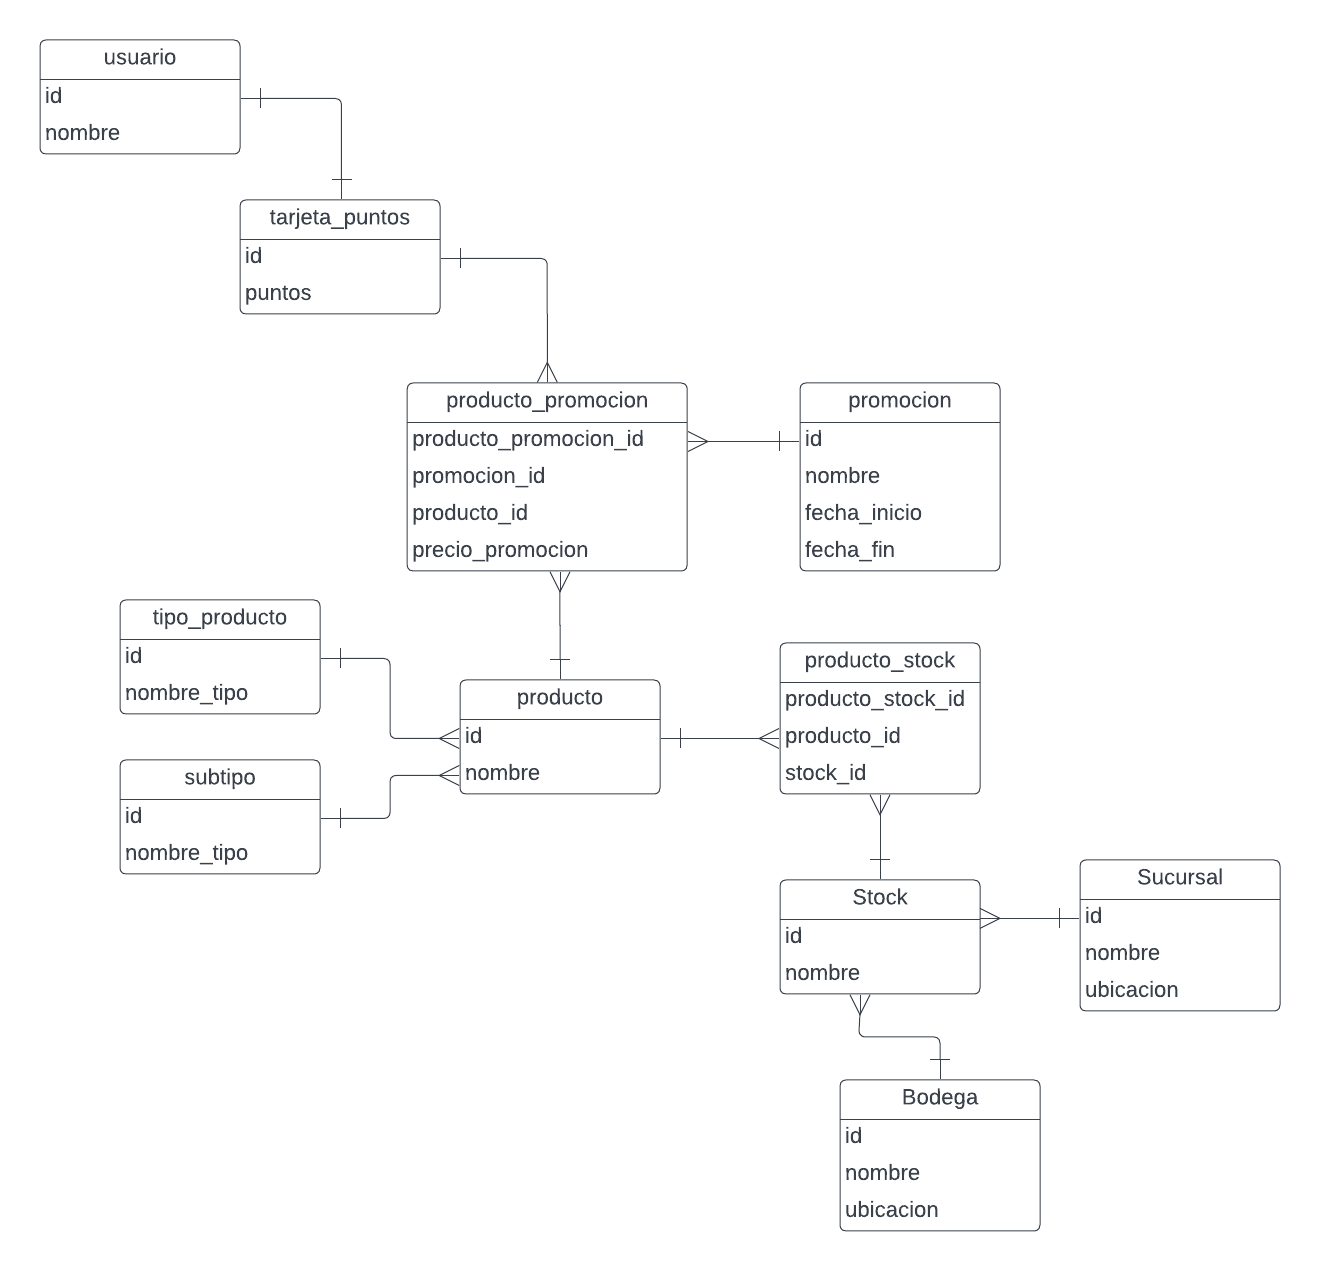 usuario
id
nombre
tarjeta_puntos
id
puntos
producto_promocion
producto_promocion_id
promocion_id
producto_id
precio_promocion
promocion
id
nombre
fecha_inicio
fecha_fin
tipo_producto
id
nombre_tipo
producto
id
nombre
producto_stock
producto_stock_id
producto_id
stock_id
subtipo
id
nombre_tipo
Stock
id
nombre
Sucursal
id
nombre
ubicacion
Bodega
id
nombre
ubicacion